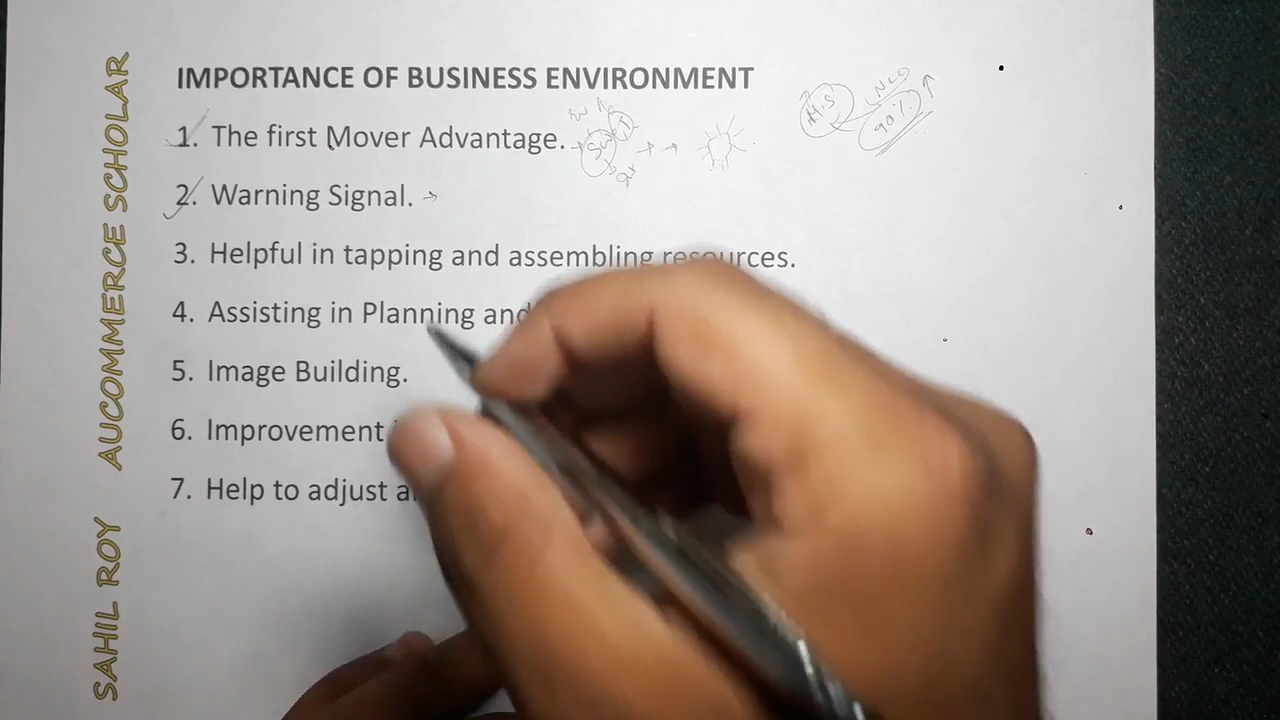 IMPORTANCE OF BUSINESS ENVIRONMENT
1. The first Mover Advantage.
2. Warning Signal.
3. Helpful in tapping and assembling resources.
4. Assisting in Planning and
5. Image Building.
6. Improvement
7. Help to adjust
M.S
90%
SAHIL ROY AUCOMMERCE SCHOLAR